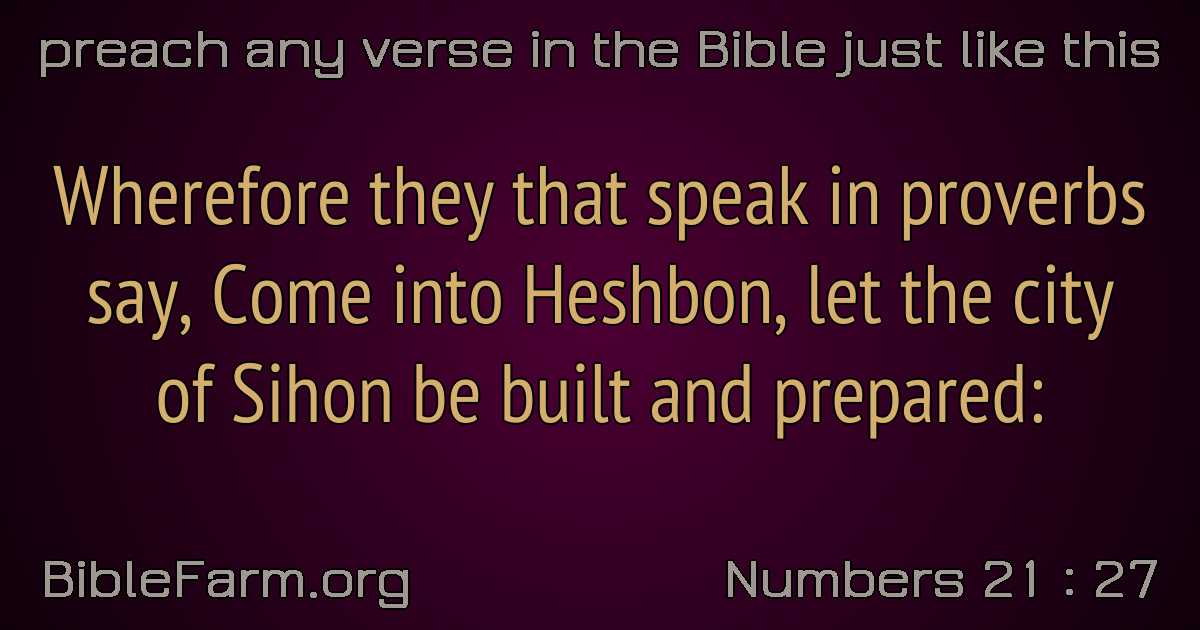 preach any verse in the Bible just like this
Wherefore they that speak in proverbs
say, Come into Heshbon, let the city
of Sihon be built and prepared:
BibleFarm.org
Numbers 21 : 27